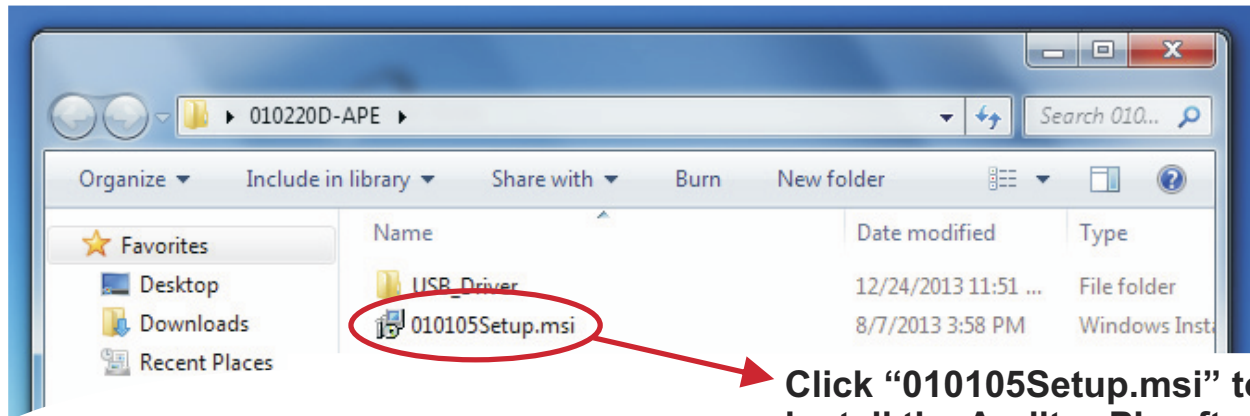 010220D-APE
Search 010...
Organize Include in library Share with Burn New folder
Favorites
Desktop
Downloads
Recent Places
Name Date modified Type
USB_Driver 12/24/2013 11:51 ... File folder
010105Setup.msi 8/7/2013 3:58 PM Windows Insta
Click “010105Setup.msi” to